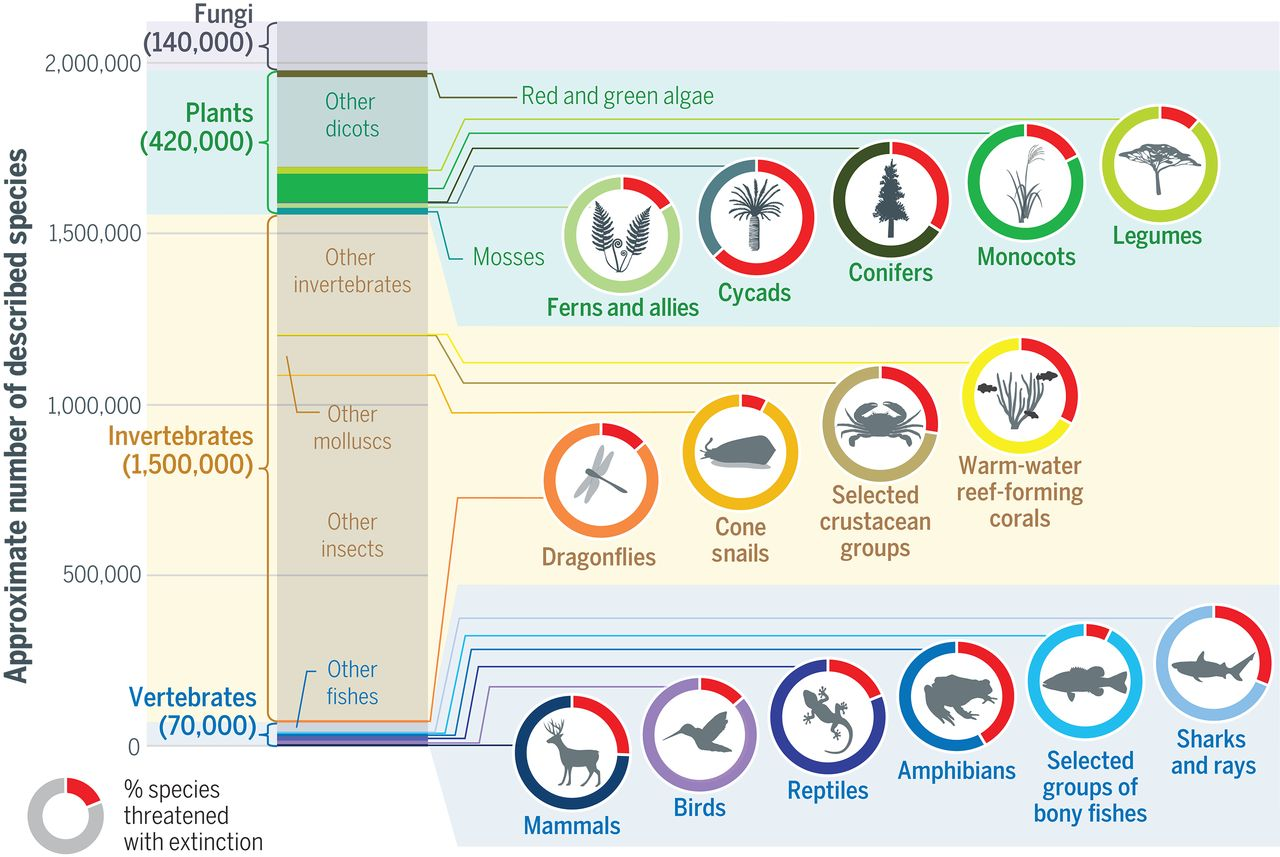 Approximate number of described species
Fungi
(140,000)
2,000,000
Plants
(420,000)
1,500,000
1,000,000
Invertebrates
(1,500,000)
500,000
Vertebrates
(70,000)
0
Other
dicots
Other
invertebrates
Other
molluscs
Other
insects
Other
fishes
Red and green algae
Mosses
Ferns and allies
Cycads
Conifers
Monocots
Legumes
Dragonflies
Cone
snails
Selected
crustacean
groups
Warm-water
reef-forming
corals
Mammals
Birds
Reptiles
Amphibians
Selected
groups of
bony fishes
Sharks
and rays
% species
threatened
with extinction